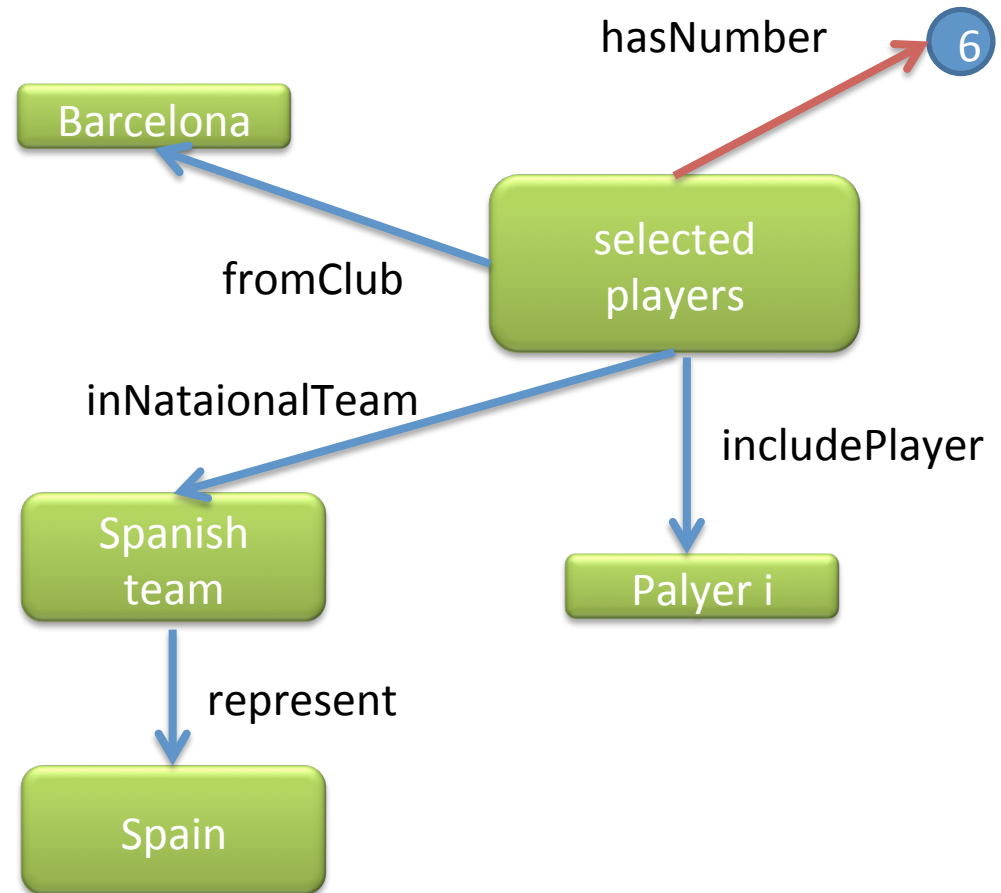 hasNumber
6
Barcelona
selected
players
fromClub
inNataionalTeam
includePlayer
Spanish
team
Palyer i
represent
Spain